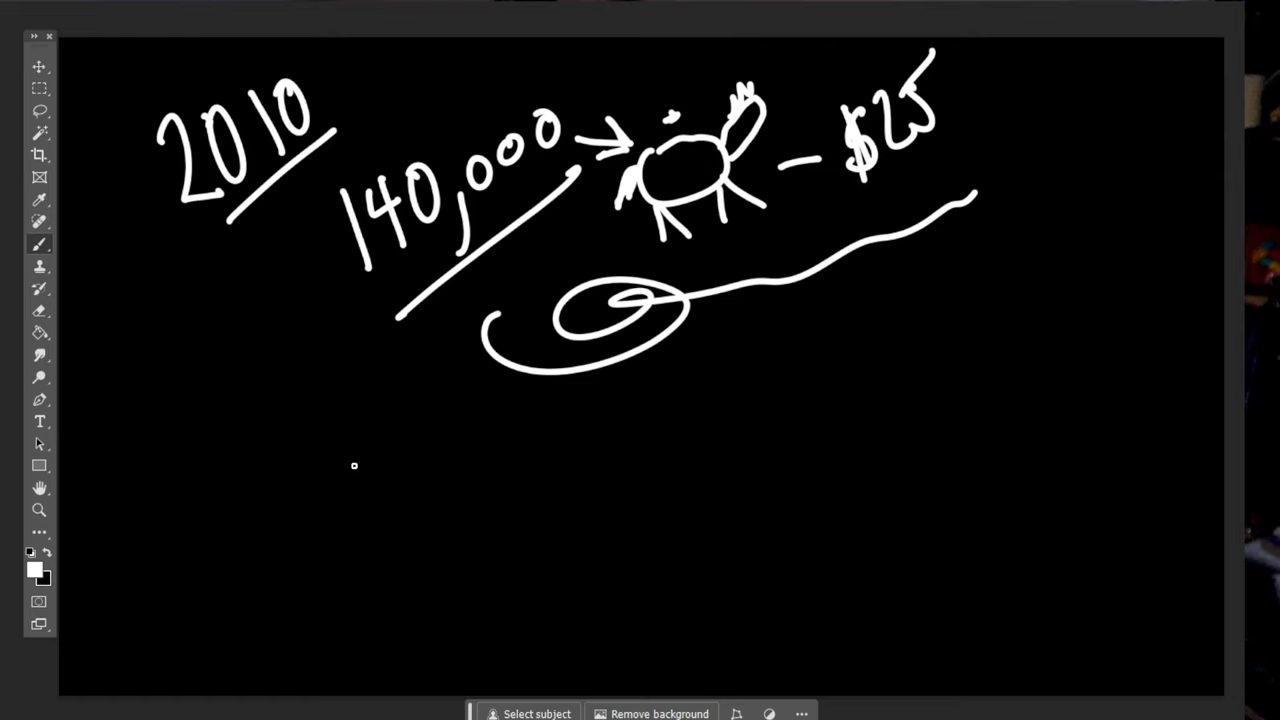 2010
140,000 → — $25
Select subject
Remove background